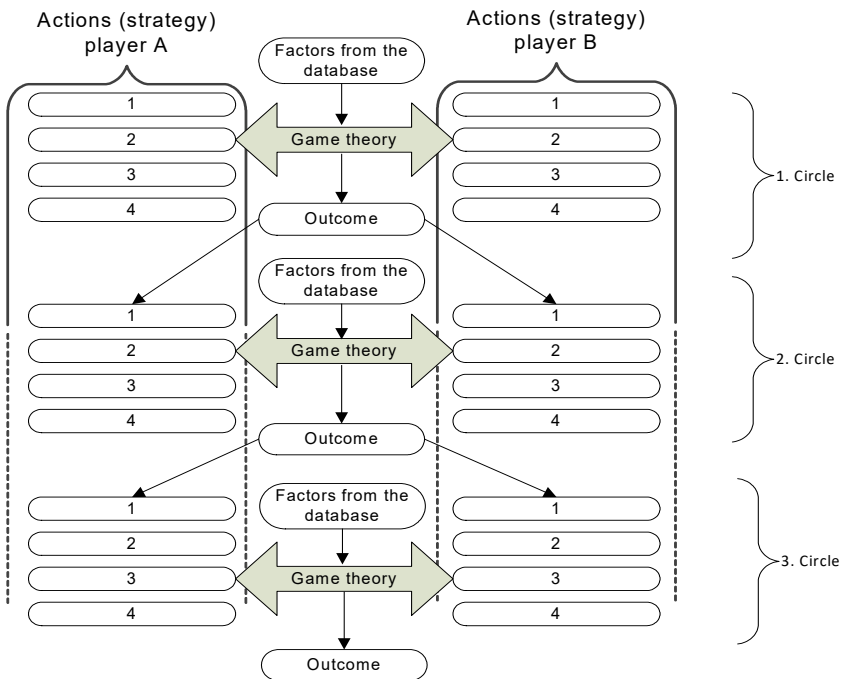 Actions (strategy)
player A
Factors from the
database
Actions (strategy)
player B
1
2
3
4
Game theory
Outcome
1
2
3
4
1. Circle
Factors from the
database
1
2
3
4
Game theory
Outcome
1
2
3
4
2. Circle
Factors from the
database
1
2
3
4
Game theory
Outcome
1
2
3
4
3. Circle